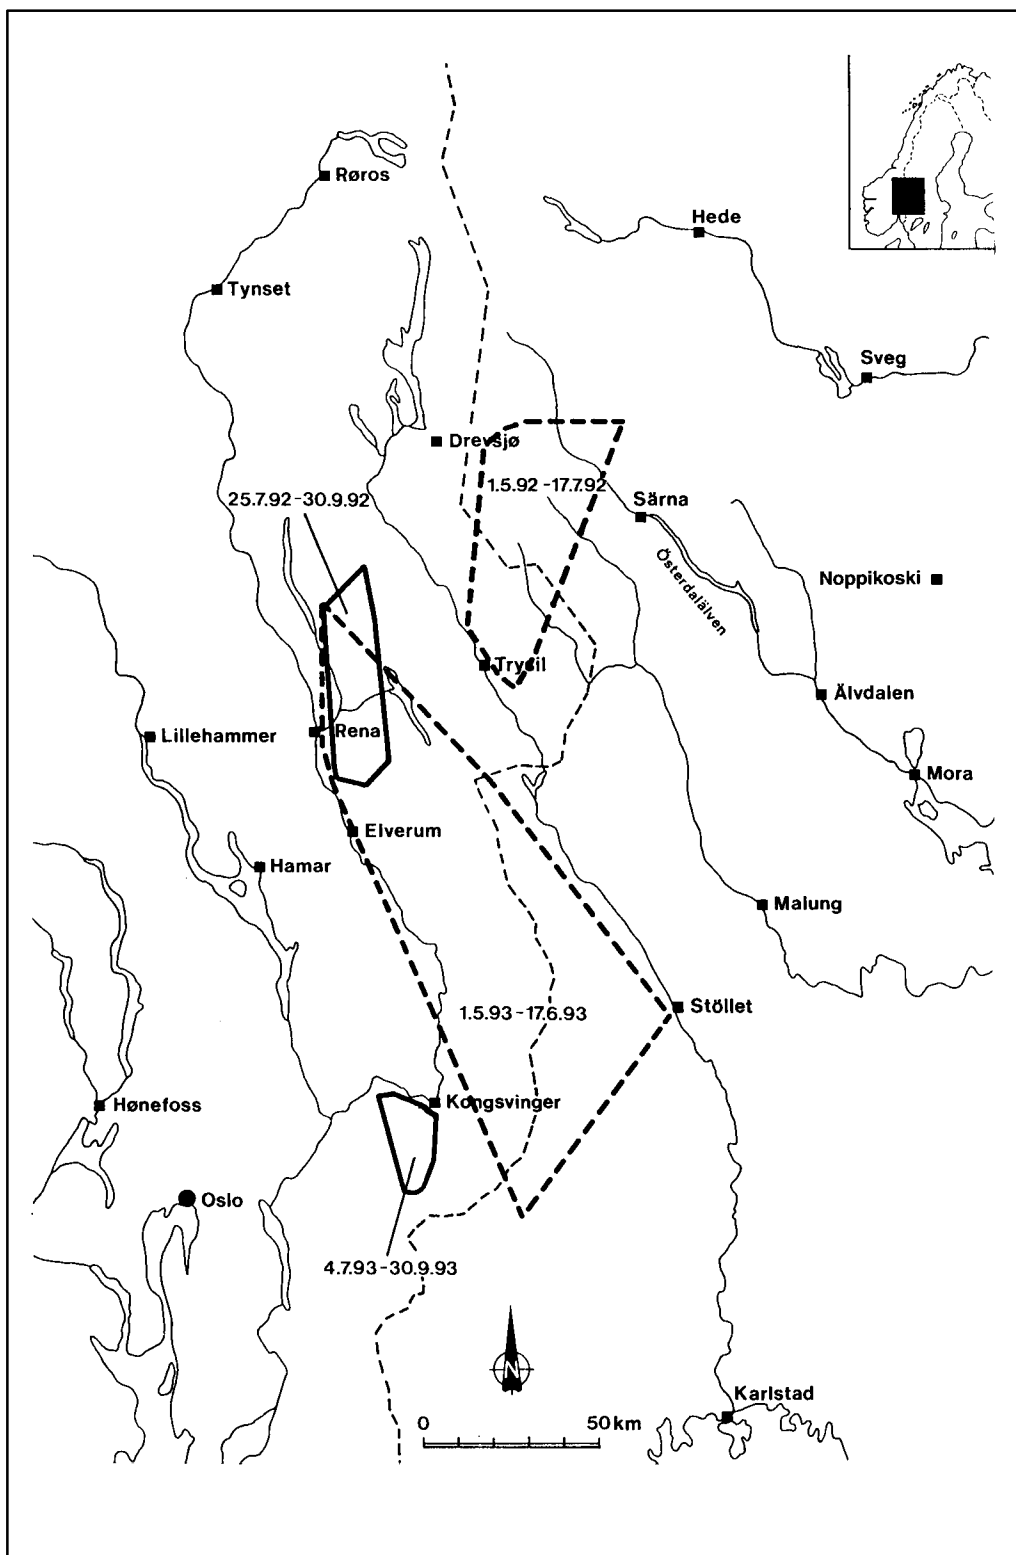 Røros
Hede
Tynset
Sveg
Drevsjø
25.7.92-30.9.92
1.5.92-17.7.92
Särna
Österdalälven
Noppikoski
Trysil
Älvdalen
Lillehammer
Rena
Mora
Elverum
Hamar
Malung
Stöllet
1.5.93-17.6.93
Hønefoss
Kongsvinger
Oslo
4.7.93-30.9.93
N
Karlstad
0 50km